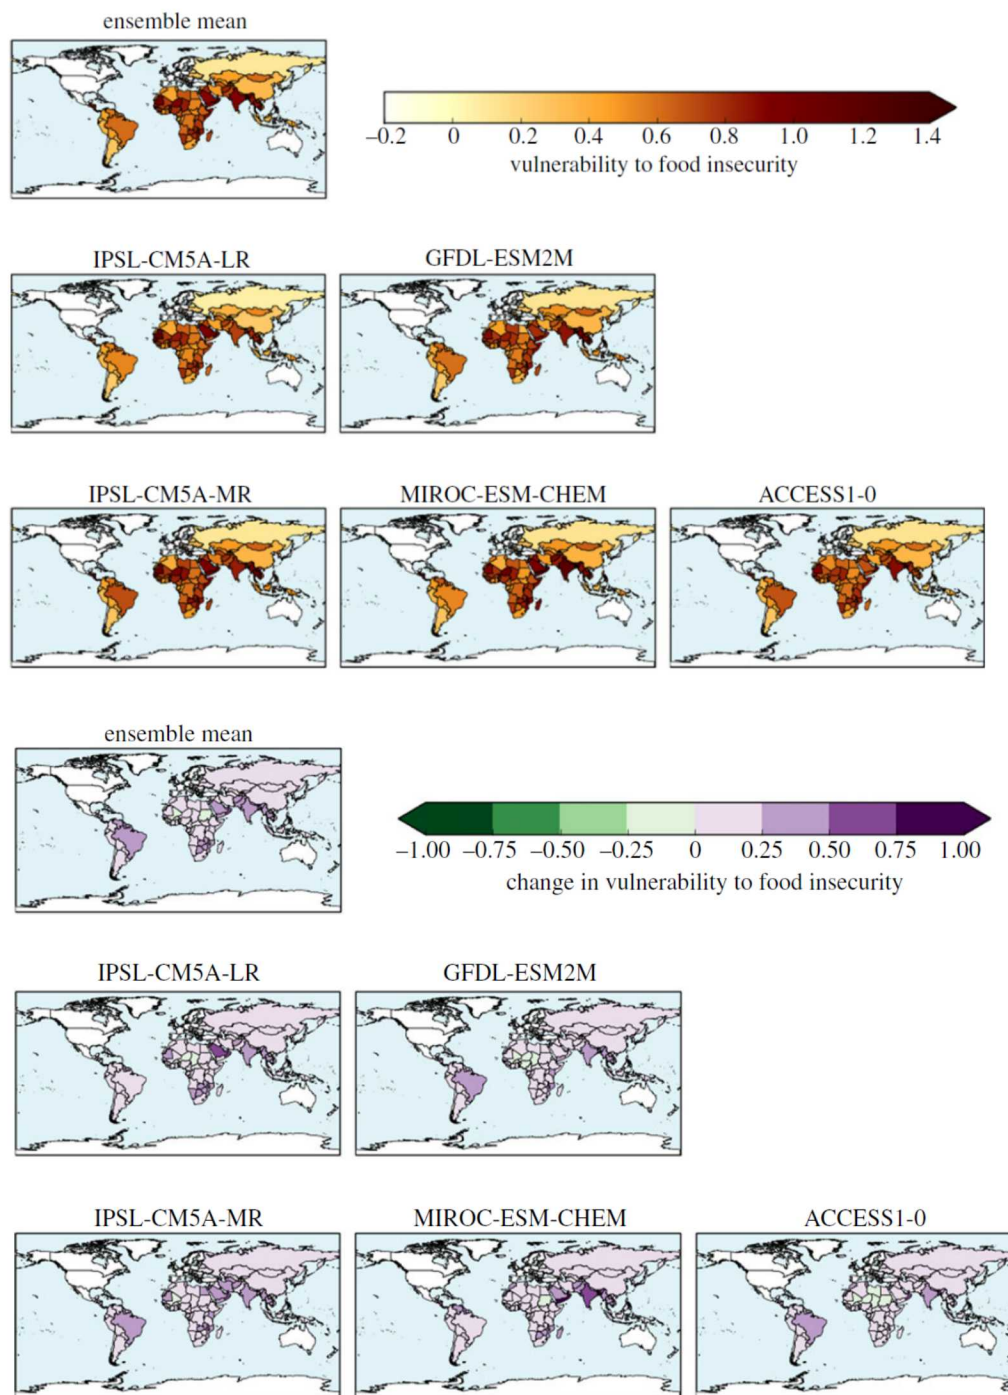 ensemble mean
–0.2 0 0.2 0.4 0.6 0.8 1.0 1.2 1.4
vulnerability to food insecurity
IPSL-CM5A-LR GFDL-ESM2M
IPSL-CM5A-MR MIROC-ESM-CHEM ACCESS1-0
ensemble mean
–1.00 –0.75 –0.50 –0.25 0 0.25 0.50 0.75 1.00
change in vulnerability to food insecurity
IPSL-CM5A-LR GFDL-ESM2M
IPSL-CM5A-MR MIROC-ESM-CHEM ACCESS1-0